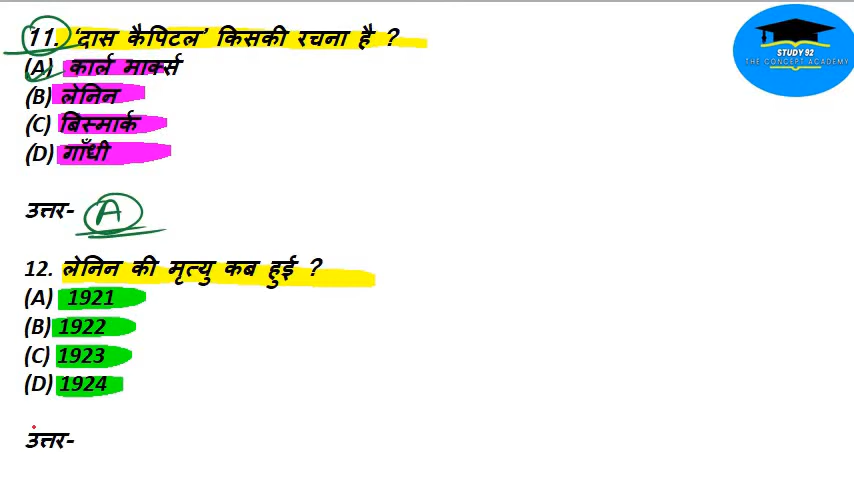 11. ‘दास कैपिटल’ किसकी रचना है ?
(A) कार्ल मार्क्स
(B) लेनिन
(C) बिस्मार्क
(D) गाँधी
उत्तर- A
12. लेनिन की मृत्यु कब हुई ?
(A) 1921
(B) 1922
(C) 1923
(D) 1924
उत्तर-
STUDY 92
THE CONCEPT ACADEMY